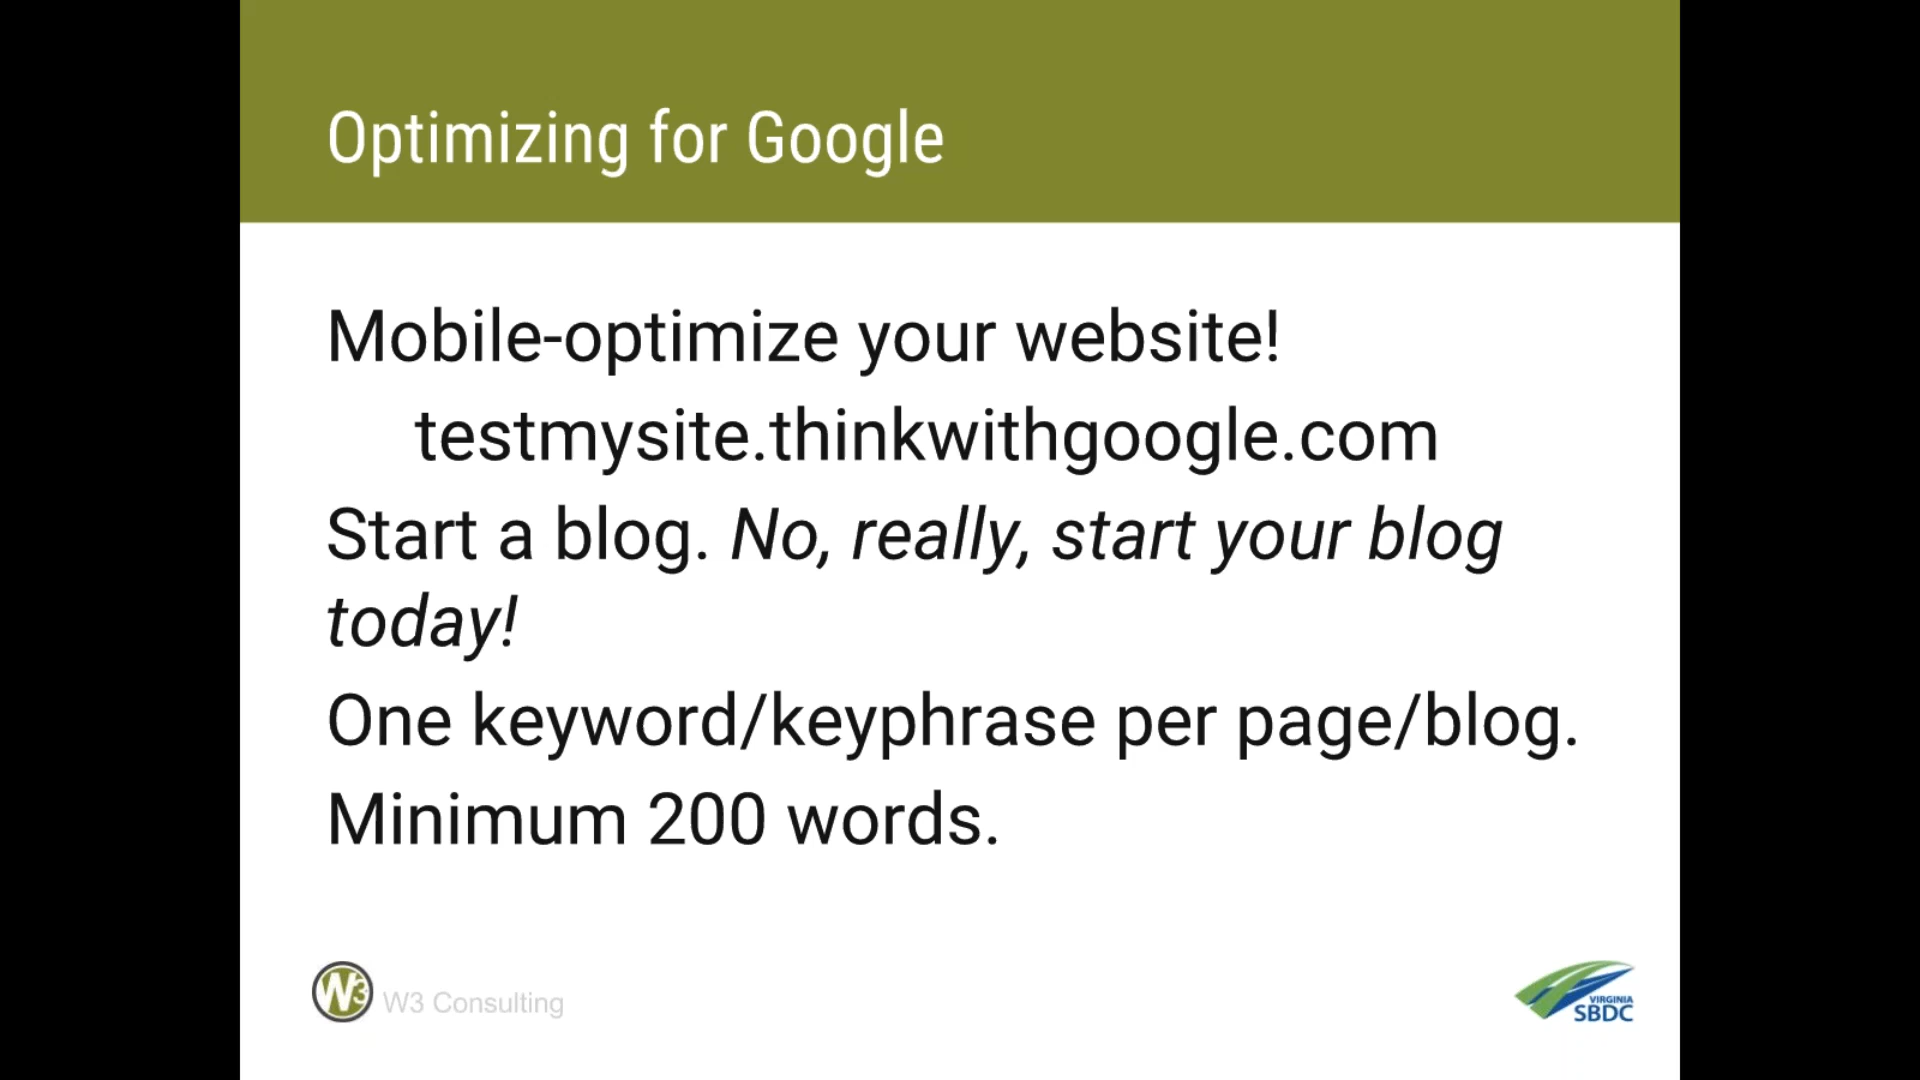 Optimizing for Google
Mobile-optimize your website!
testmysite.thinkwithgoogle.com
Start a blog. No, really, start your blog
today!
One keyword/keyphrase per page/blog.
Minimum 200 words.
W3 W3 Consulting
VIRGINIA
SBDC